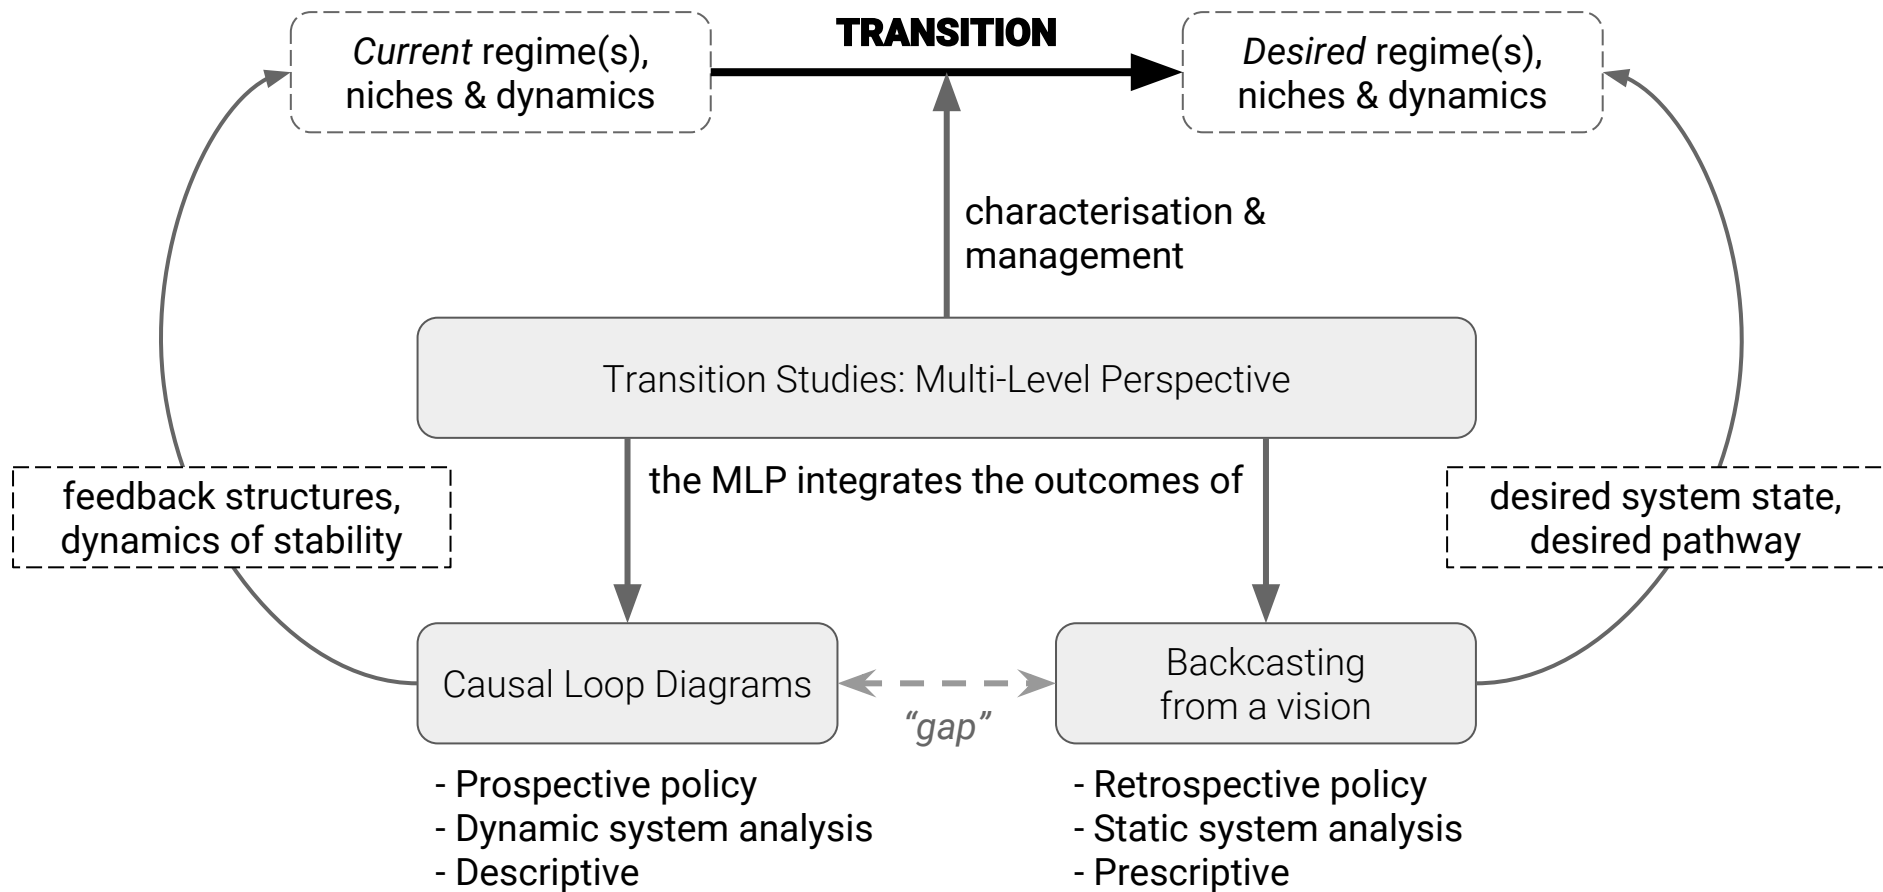 TRANSITION
Current regime(s),
niches & dynamics
Desired regime(s),
niches & dynamics
characterisation &
management
Transition Studies: Multi-Level Perspective
the MLP integrates the outcomes of
feedback structures,
dynamics of stability
desired system state,
desired pathway
Causal Loop Diagrams
“gap”
Backcasting
from a vision
- Prospective policy
- Dynamic system analysis
- Descriptive
- Retrospective policy
- Static system analysis
- Prescriptive